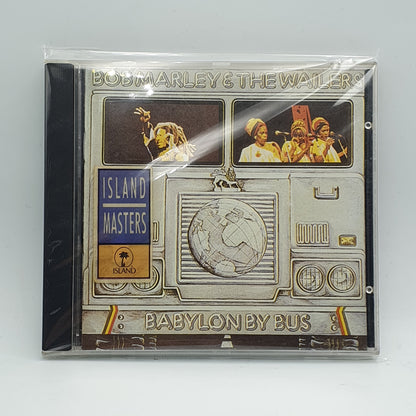 BOB MARLEY & THE WAILERS
ISLAND
MASTERS
ISLAND
BABYLON BY BUS